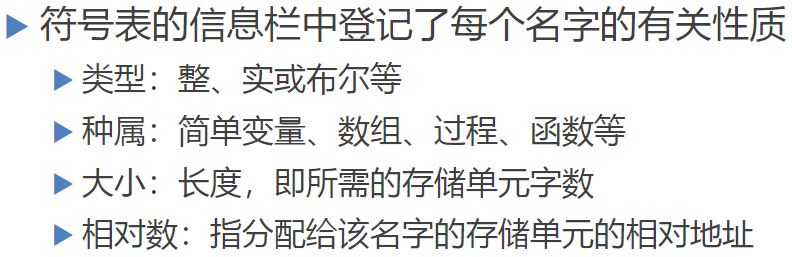 符号表的信息栏中登记了每个名字的有关性质
类型：整、实或布尔等
种属：简单变量、数组、过程、函数等
大小：长度，即所需的存储单元字数
相对数：指分配给该名字的存储单元的相对地址